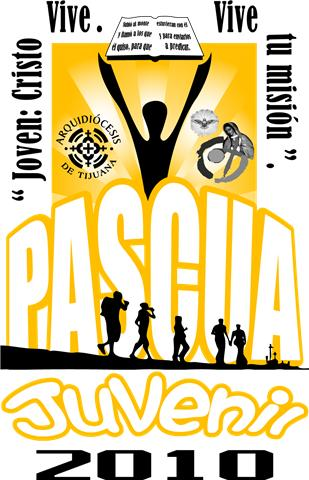 “ Joven: Cristo
Vive .
Vive
tu misión ” .
Subió al monte
y llamó a los que
él quiso, para que
estuvieran con él
y para enviarlos
a predicar.
ARQUIDIÓCESIS
DE TIJUANA
PASCUA
Juvenil
2010